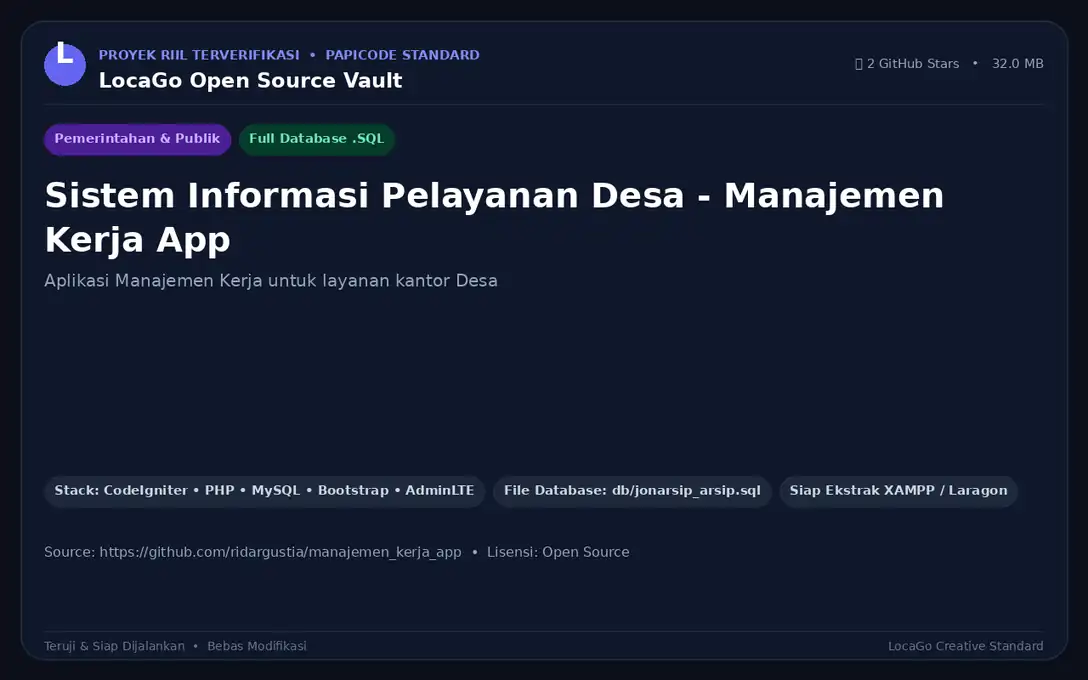 L
PROYEK RIIL TERVERIFIKASI • PAPICODE STANDARD
LocaGo Open Source Vault
2 GitHub Stars • 32.0 MB
Pemerintahan & Publik
Full Database .SQL
Sistem Informasi Pelayanan Desa - Manajemen
Kerja App
Aplikasi Manajemen Kerja untuk layanan kantor Desa
Stack: CodeIgniter • PHP • MySQL • Bootstrap • AdminLTE
File Database: db/jonarsip_arsip.sql
Siap Ekstrak XAMPP / Laragon
Source: https://github.com/ridargustia/manajemen_kerja_app • Lisensi: Open Source
Teruji & Siap Dijalankan • Bebas Modifikasi
LocaGo Creative Standard